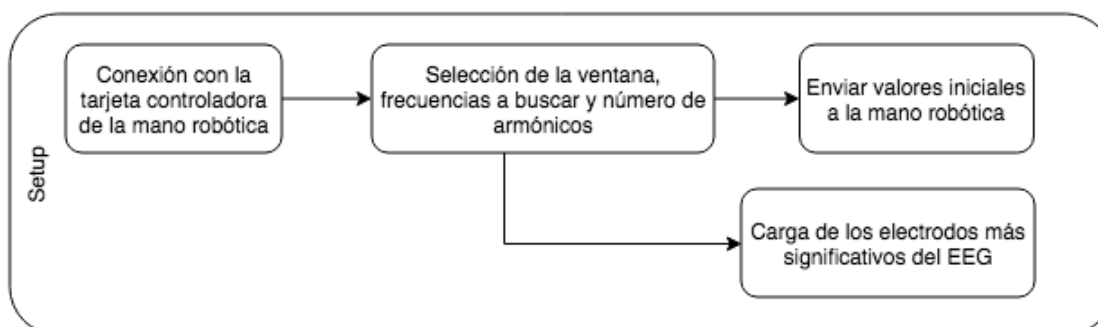 Setup
Conexión con la
tarjeta controladora
de la mano robótica
Selección de la ventana,
frecuencias a buscar y número de
armónicos
Enviar valores iniciales
a la mano robótica
Carga de los electrodos más
significativos del EEG